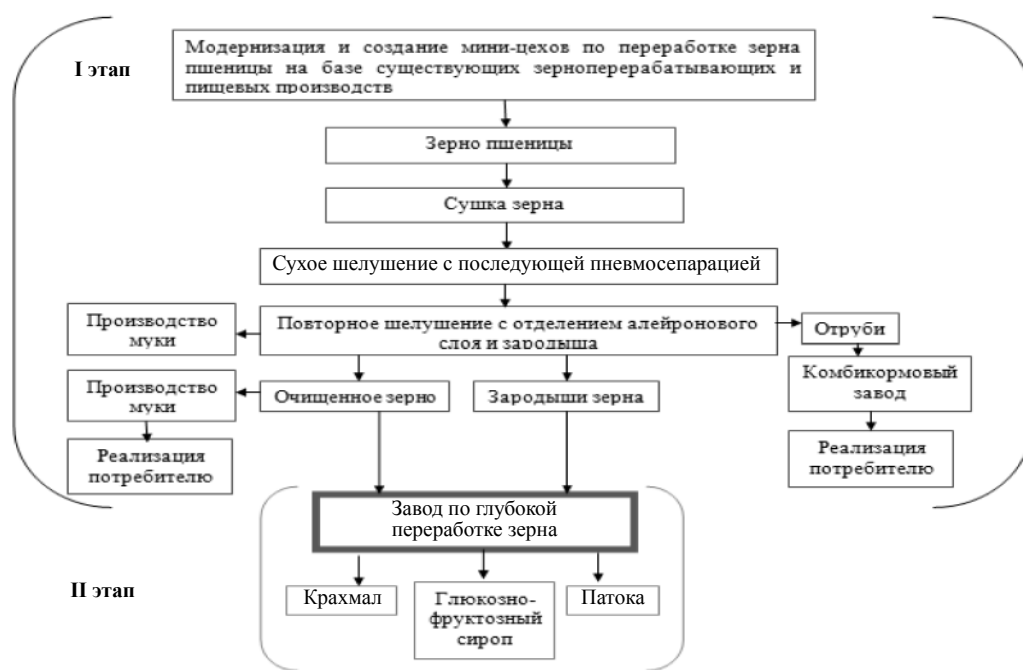 I этап
Модернизация и создание мини-цехов по переработке зерна
пшеницы на базе существующих зерноперерабатывающих и
пищевых производств
Зерно пшеницы
Сушка зерна
Сухое шелушение с последующей пневмосепарацией
Производство
муки
Повторное шелушение с отделением алейронового
слоя и зародыша
Отруби
Производство
муки
Очищенное зерно
Зародыши зерна
Комбикормовый
завод
Реализация
потребителю
Реализация
потребителю
Завод по глубокой
переработке зерна
II этап
Крахмал
Глюкозно-
фруктозный
сироп
Патока